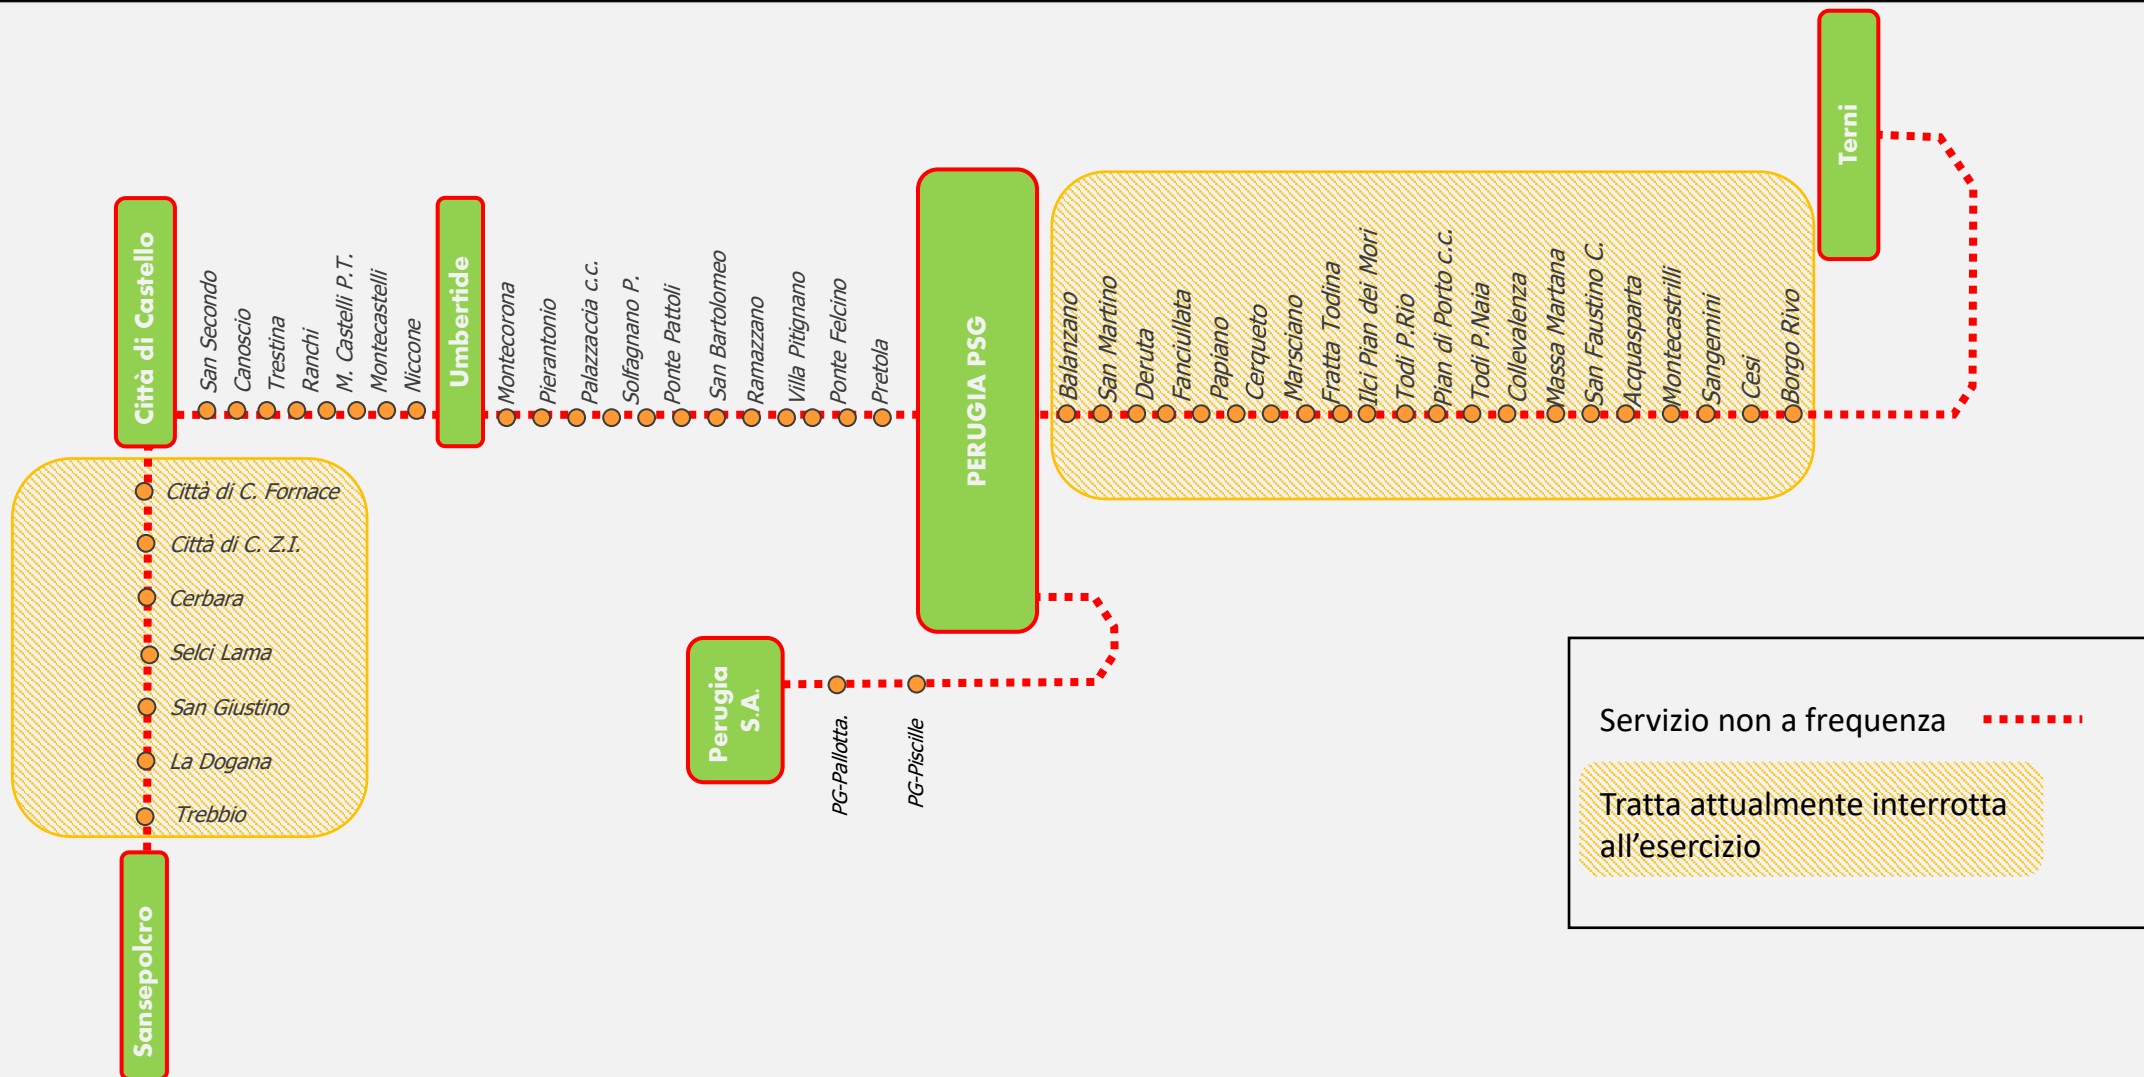 Città di Castello
San Secondo
Canoscio
Trestina
Ranchi
M. Castelli P.T.
Montecastelli
Niccone
Umbertide
Montecorona
Pierantonio
Palazzaccia c.c.
Solfagnano P.
Ponte Pattoli
San Bartolomeo
Ramazzano
Villa Pitignano
Ponte Felcino
Pretola
PERUGIA PSG
Balanzano
San Martino
Deruta
Fanciullata
Papiano
Cerqueto
Marsciano
Fratta Todina
Ilci Pian dei Mori
Todi P.Rio
Pian di Porto c.c.
Todi P.Naia
Collevalenza
Massa Martana
San Faustino C.
Acquasparta
Montecastrilli
Sangemini
Cesi
Borgo Rivo
Terni
Città di C. Fornace
Città di C. Z.I.
Cerbara
Selci Lama
San Giustino
La Dogana
Trebbio
Sansepolcro
Perugia
S.A.
PG-Pallotta.
PG-Piscille
Servizio non a frequenza
Tratta attualmente interrotta
all'esercizio